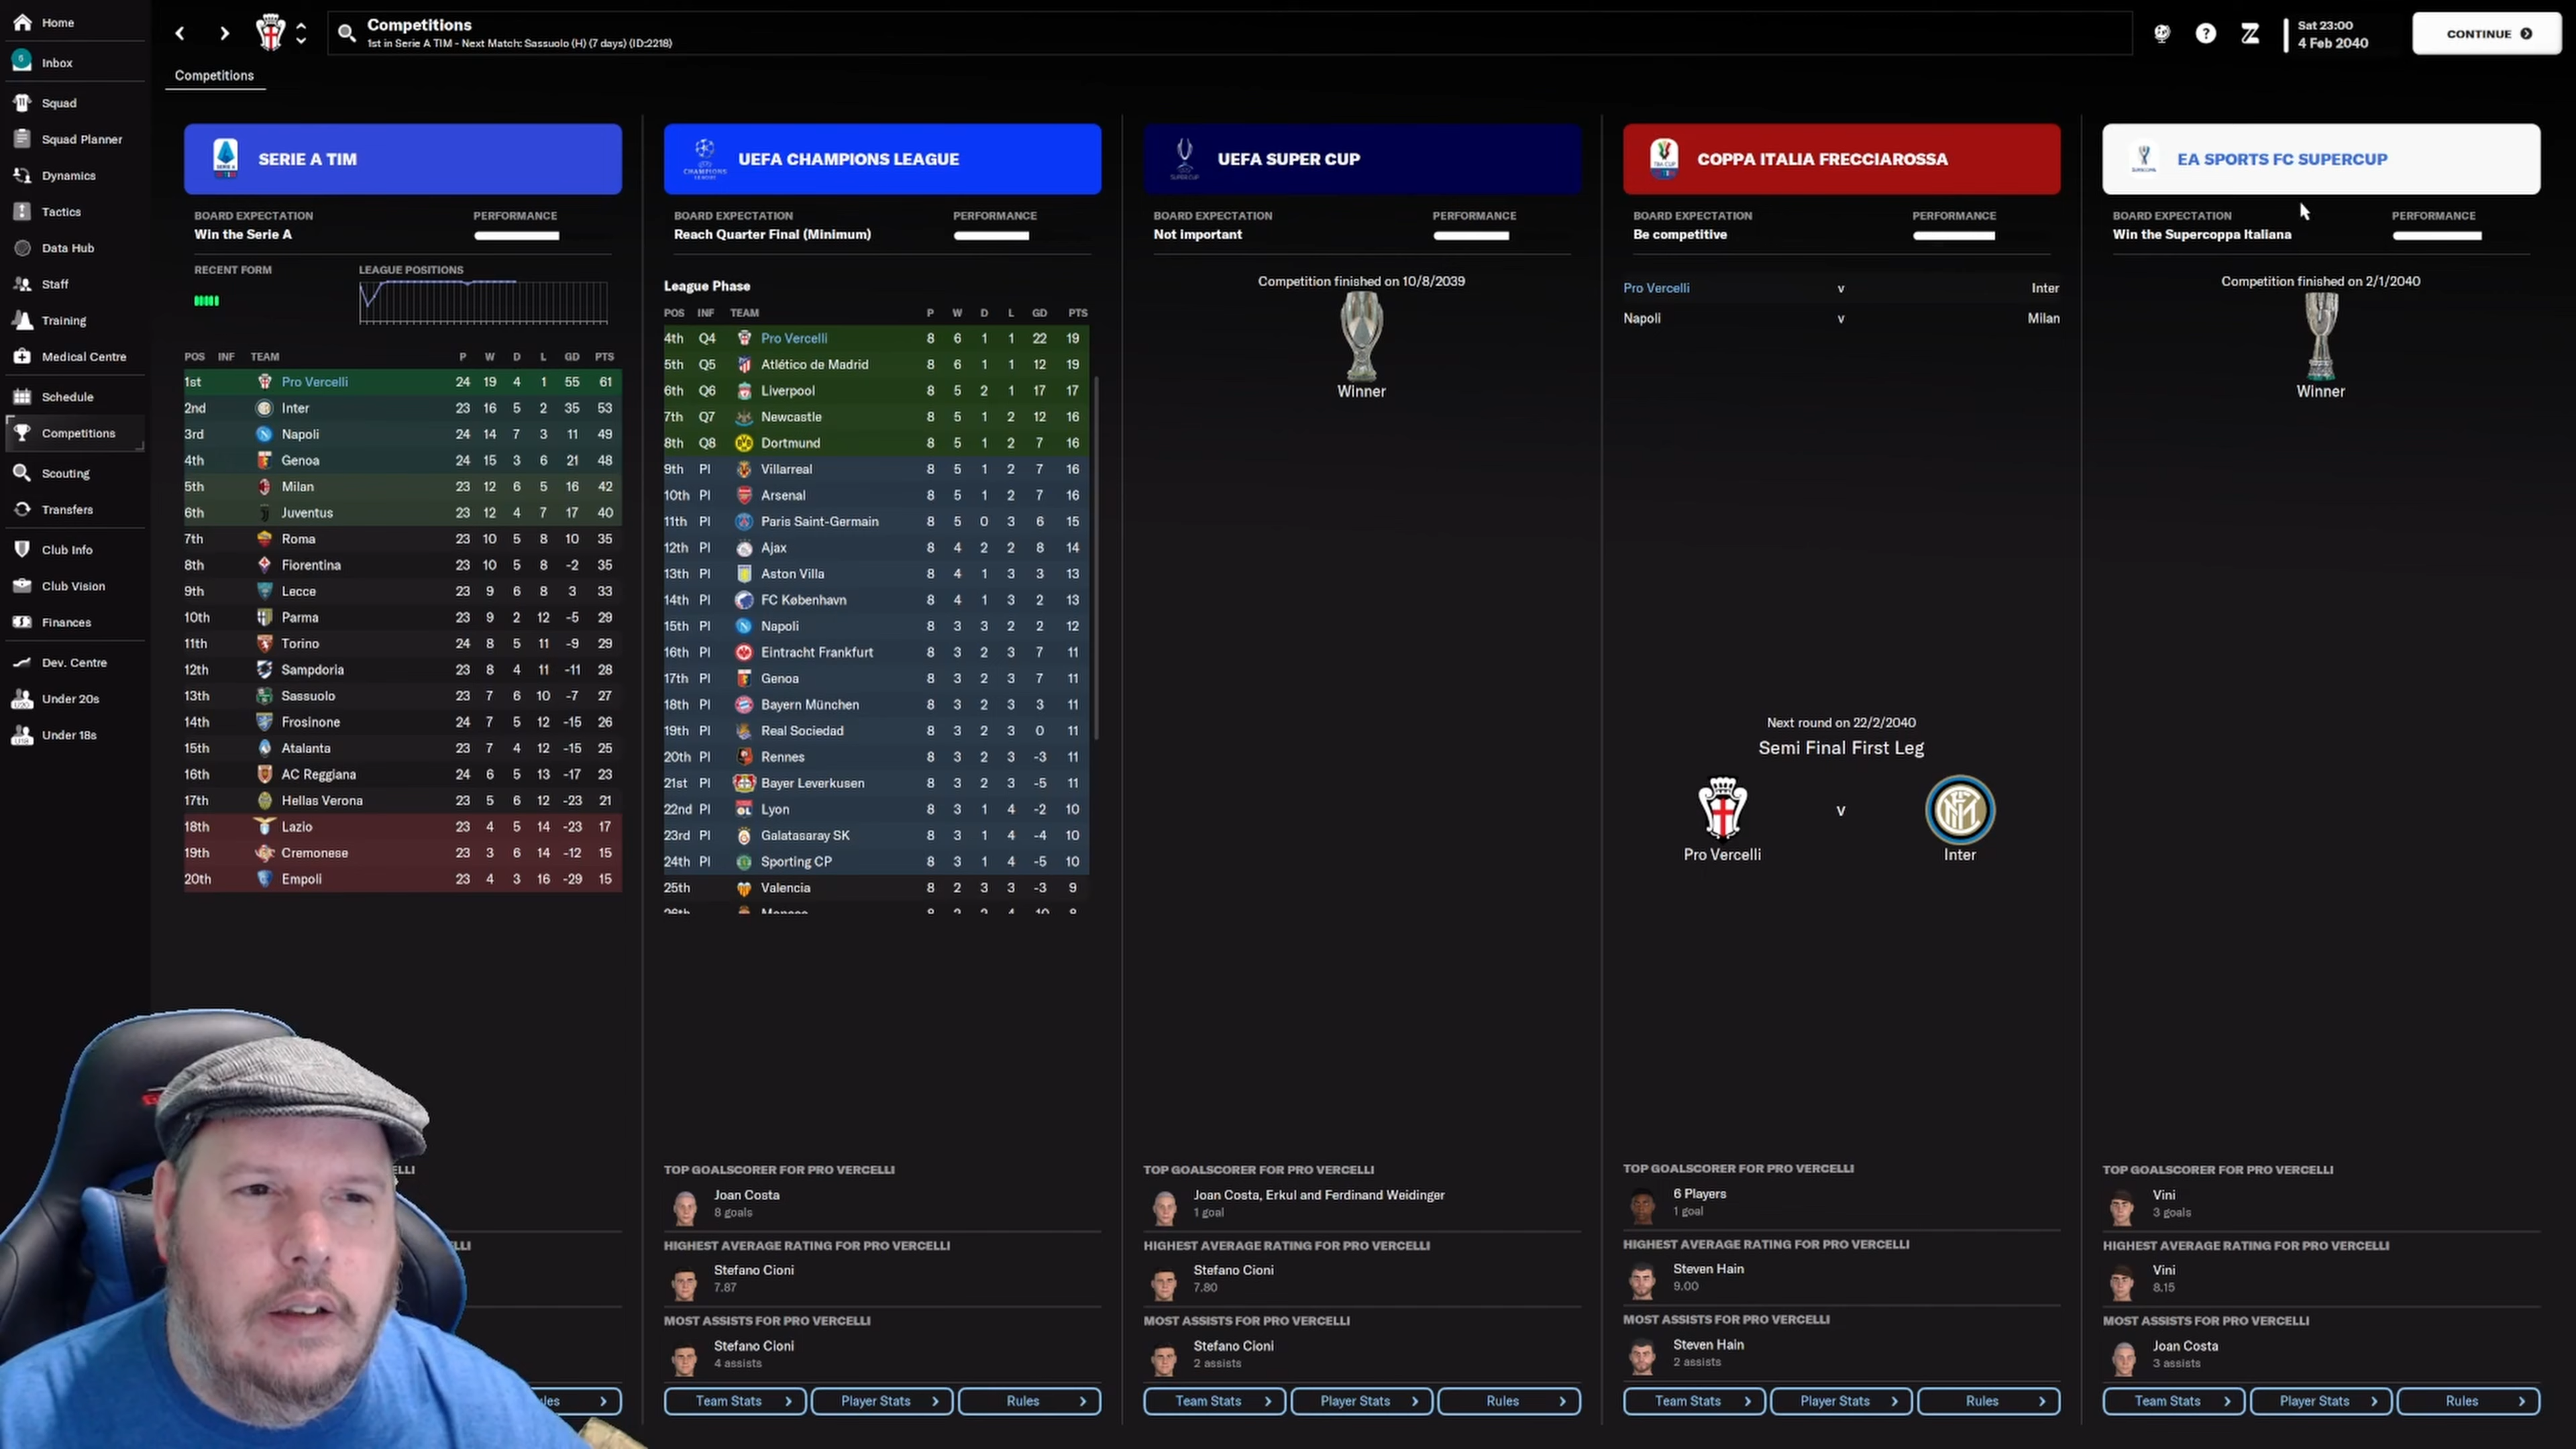 Home
Inbox
Squad
Squad Planner
Dynamics
Tactics
Data Hub
Staff
Training
Medical Centre
Schedule
Competitions
Scouting
Transfers
Club Info
Club Vision
Finances
Dev. Centre
Under 20s
Under 18s
Competitions
1st in Serie A TIM - Next Match: Sassuolo (H) (7 days) (ID:2218)
Sat 23:00
4 Feb 2040
CONTINUE
Competitions
SERIE A TIM
BOARD EXPECTATION PERFORMANCE
Win the Serie A
RECENT FORM LEAGUE POSITIONS
POS INF TEAM P W D L GD PTS
1st Pro Vercelli 24 19 4 1 55 61
2nd Inter 23 16 5 2 35 53
3rd Napoli 24 14 7 3 11 49
4th Genoa 24 15 3 6 21 48
5th Milan 23 12 6 5 16 42
6th Juventus 23 12 4 7 17 40
7th Roma 23 10 5 8 10 35
8th Fiorentina 23 10 5 8 -2 35
9th Lecce 23 9 6 8 3 33
10th Parma 23 9 2 12 -5 29
11th Torino 24 8 5 11 -9 29
12th Sampdoria 23 8 4 11 -11 28
13th Sassuolo 23 7 6 10 -7 27
14th Frosinone 24 7 5 12 -15 26
15th Atalanta 23 7 4 12 -15 25
16th AC Reggiana 24 6 5 13 -17 23
17th Hellas Verona 23 5 6 12 -23 21
18th Lazio 23 4 5 14 -23 17
19th Cremonese 23 3 6 14 -12 15
20th Empoli 23 4 3 16 -29 15
UEFA CHAMPIONS LEAGUE
BOARD EXPECTATION PERFORMANCE
Reach Quarter Final (Minimum)
League Phase
POS INF TEAM P W D L GD PTS
4th Q4 Pro Vercelli 8 6 1 1 22 19
5th Q5 Atlético de Madrid 8 6 1 1 12 19
6th Q6 Liverpool 8 5 2 1 17 17
7th Q7 Newcastle 8 5 1 2 12 16
8th Q8 Dortmund 8 5 1 2 7 16
9th Pl Villarreal 8 5 1 2 7 16
10th Pl Arsenal 8 5 1 2 7 16
11th Pl Paris Saint-Germain 8 5 0 3 6 15
12th Pl Ajax 8 4 2 2 8 14
13th Pl Aston Villa 8 4 1 3 3 13
14th Pl FC København 8 4 1 3 2 13
15th Pl Napoli 8 3 3 2 2 12
16th Pl Eintracht Frankfurt 8 3 2 3 7 11
17th Pl Genoa 8 3 2 3 7 11
18th Pl Bayern München 8 3 2 3 3 11
19th Pl Real Sociedad 8 3 2 3 0 11
20th Pl Rennes 8 3 2 3 -3 11
21st Pl Bayer Leverkusen 8 3 2 3 -5 11
22nd Pl Lyon 8 3 1 4 -2 10
23rd Pl Galatasaray SK 8 3 1 4 -4 10
24th Pl Sporting CP 8 3 1 4 -5 10
25th Valencia 8 2 3 3 -3 9
TOP GOALSCORER FOR PRO VERCELLI
Joan Costa
8 goals
HIGHEST AVERAGE RATING FOR PRO VERCELLI
Stefano Cioni
7.87
MOST ASSISTS FOR PRO VERCELLI
Stefano Cioni
4 assists
Team Stats Player Stats Rules
UEFA SUPER CUP
BOARD EXPECTATION PERFORMANCE
Not important
Competition finished on 10/8/2039
Winner
TOP GOALSCORER FOR PRO VERCELLI
Joan Costa, Erkul and Ferdinand Weidinger
1 goal
HIGHEST AVERAGE RATING FOR PRO VERCELLI
Stefano Cioni
7.80
MOST ASSISTS FOR PRO VERCELLI
Stefano Cioni
2 assists
Team Stats Player Stats Rules
COPPA ITALIA FRECCIAROSSA
BOARD EXPECTATION PERFORMANCE
Be competitive
Pro Vercelli v Inter
Napoli v Milan
Next round on 22/2/2040
Semi Final First Leg
v
Pro Vercelli Inter
TOP GOALSCORER FOR PRO VERCELLI
6 Players
1 goal
HIGHEST AVERAGE RATING FOR PRO VERCELLI
Steven Hain
9.00
MOST ASSISTS FOR PRO VERCELLI
Steven Hain
2 assists
Team Stats Player Stats Rules
EA SPORTS FC SUPERCUP
BOARD EXPECTATION PERFORMANCE
Win the Supercoppa Italiana
Competition finished on 2/1/2040
Winner
TOP GOALSCORER FOR PRO VERCELLI
Vini
3 goals
HIGHEST AVERAGE RATING FOR PRO VERCELLI
Vini
8.15
MOST ASSISTS FOR PRO VERCELLI
Joan Costa
3 assists
Team Stats Player Stats Rules